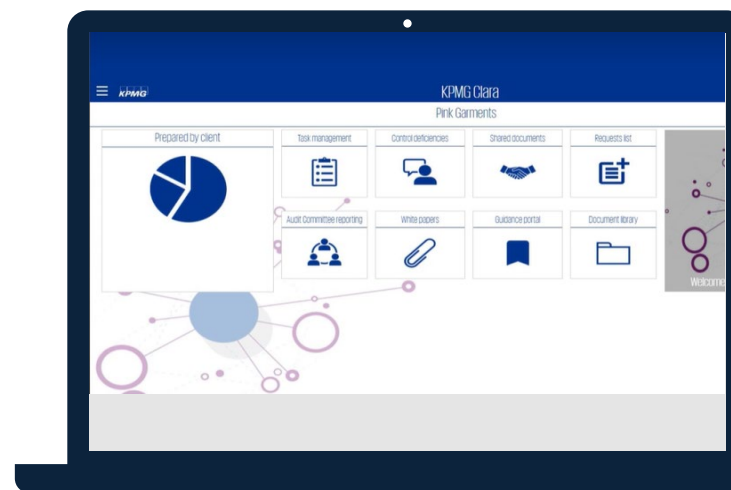 KPMG
KPMG Clara
Pink Garments
Prepared by client
Task management
Control deficiencies
Shared documents
Requests list
Audit Committee reporting
White papers
Guidance portal
Document library
Welcome